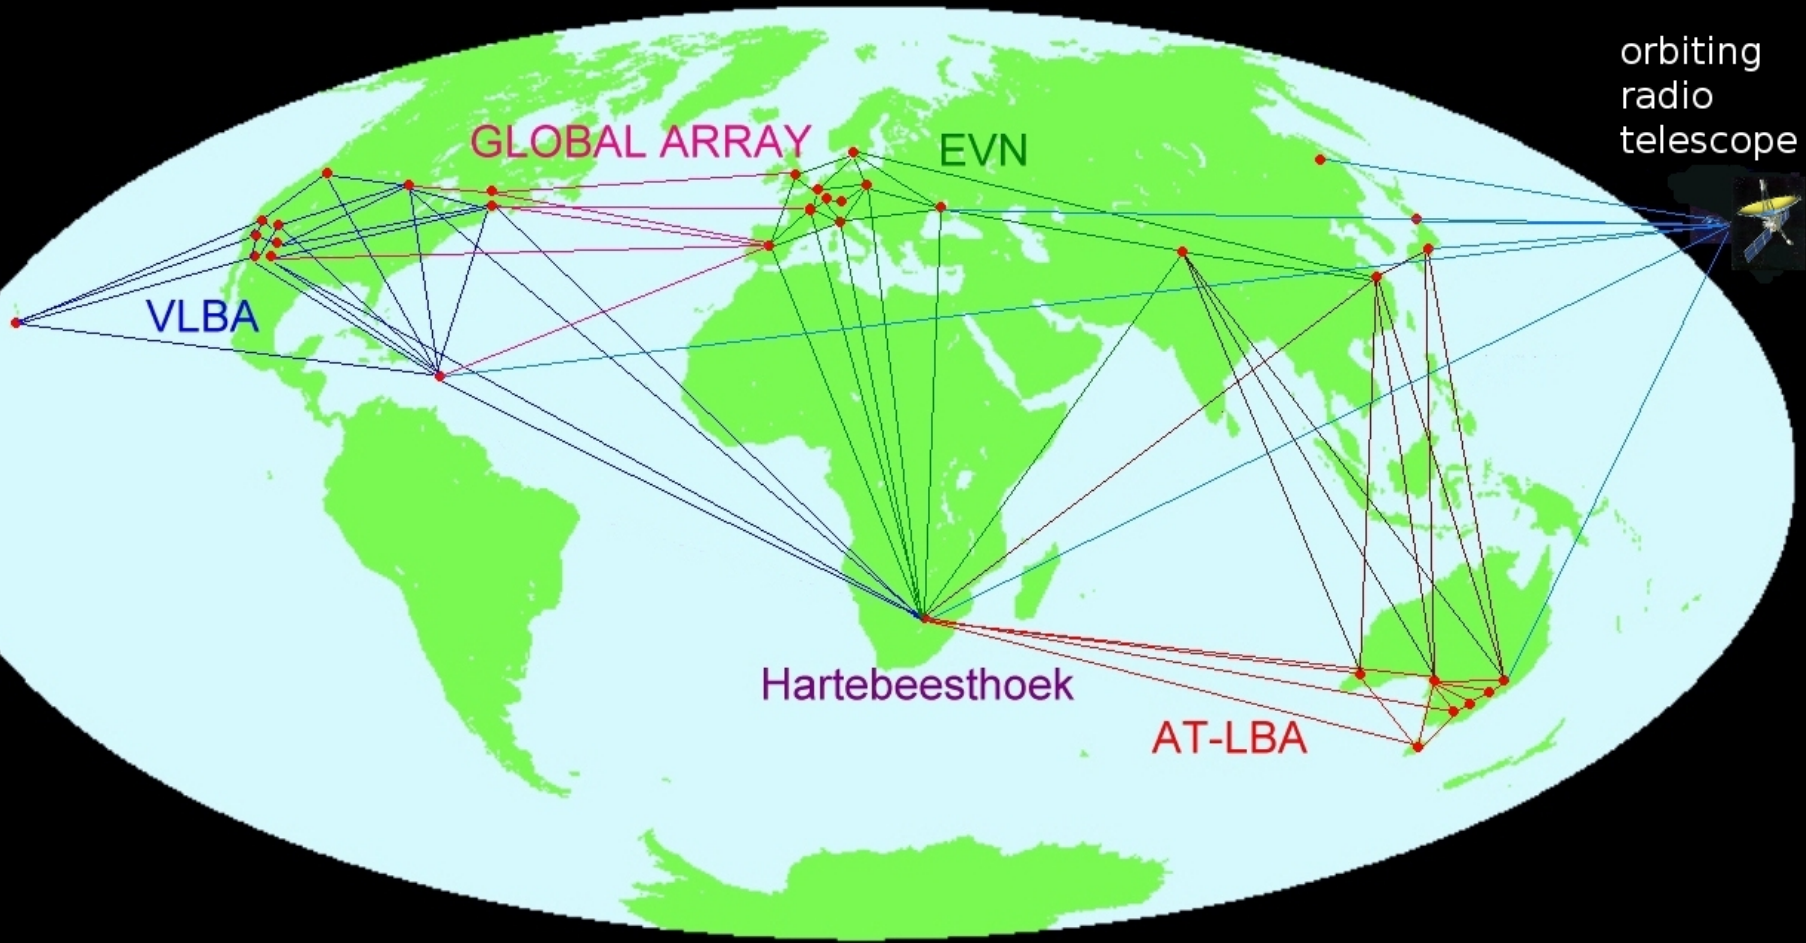 orbiting
radio
telescope
GLOBAL ARRAY
EVN
VLBA
Hartebeesthoek
AT-LBA